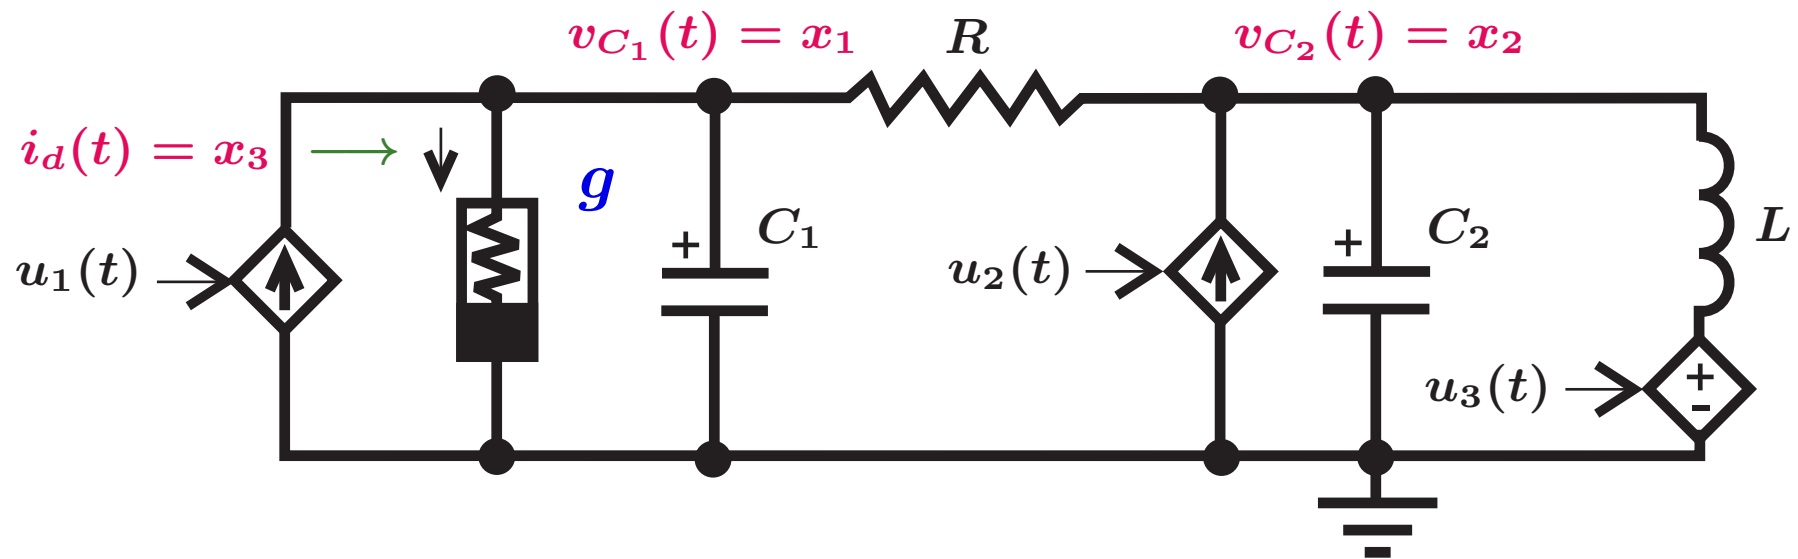 v_{C_1}(t) = x_1
R
v_{C_2}(t) = x_2
i_d(t) = x_3
g
+
C_1
+
C_2
L
u_1(t)
u_2(t)
u_3(t)
+
-